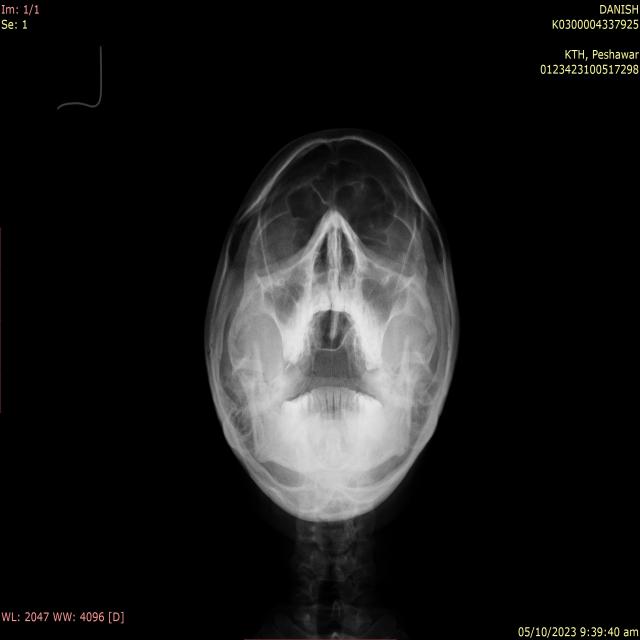 Im: 1/1
Se: 1
DANISH
K0300004337925
KTH, Peshawar
0123423100517298
WL: 2047 WW: 4096 [D]
05/10/2023 9:39:40 am